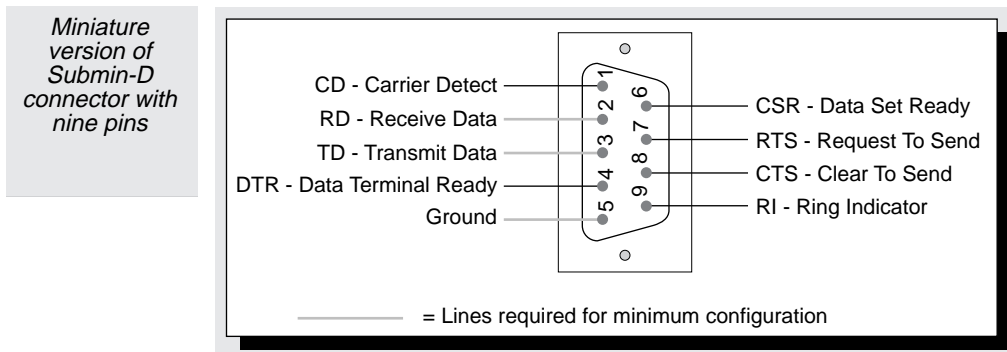 Miniature
version of
Submin-D
connector with
nine pins
CD - Carrier Detect
RD - Receive Data
TD - Transmit Data
DTR - Data Terminal Ready
Ground
1
2
3
4
5
6
7
8
9
CSR - Data Set Ready
RTS - Request To Send
CTS - Clear To Send
RI - Ring Indicator
= Lines required for minimum configuration